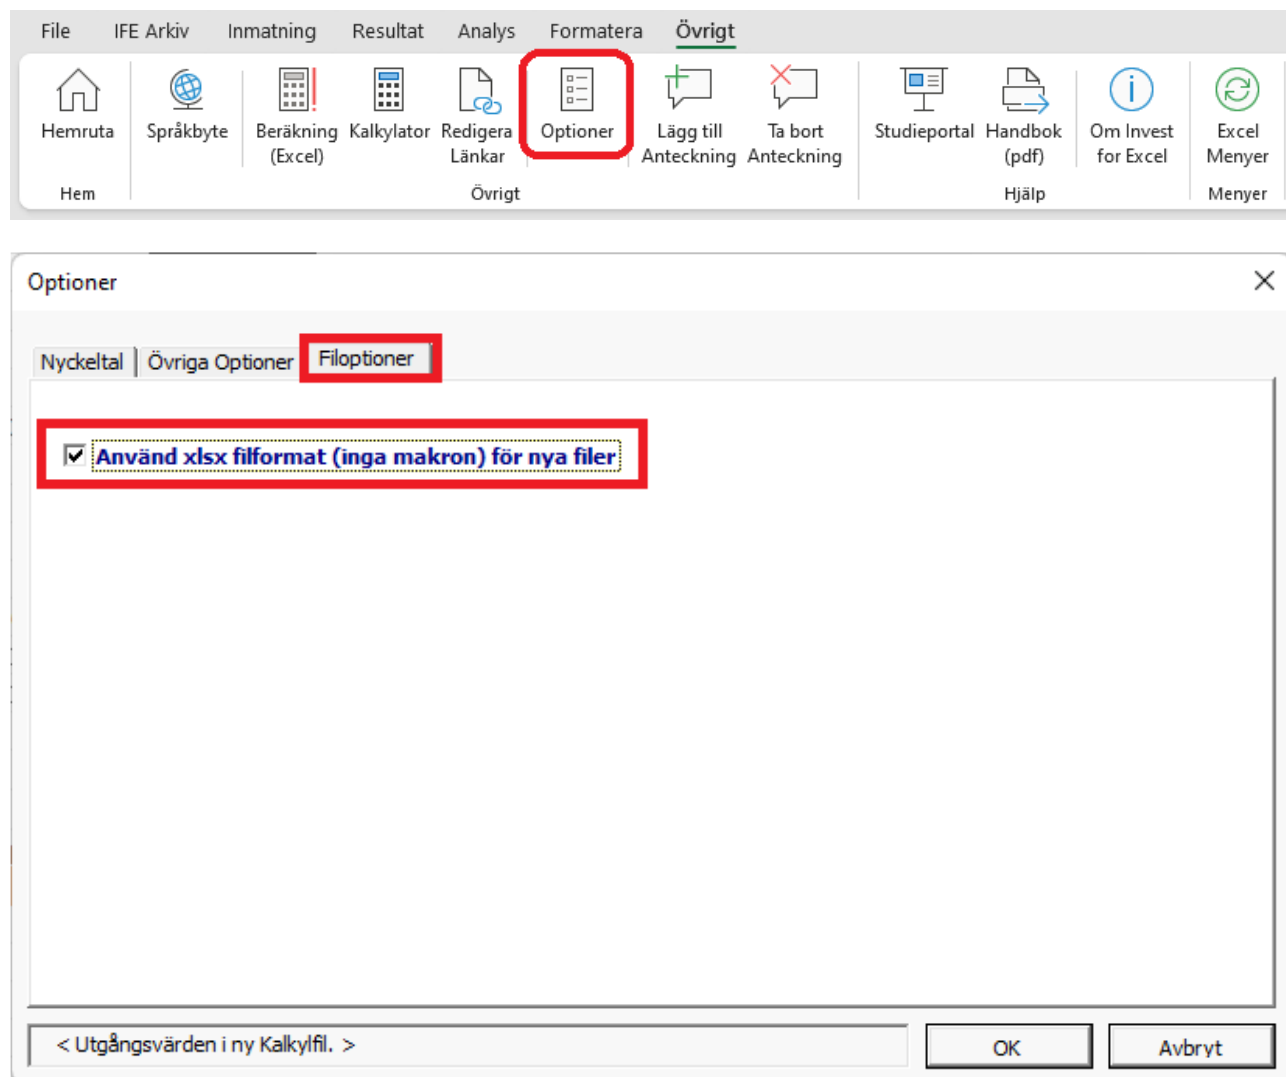 File IFE Arkiv Inmatning Resultat Analys Formatera Övrigt
Hemruta Språkbyte Beräkning Kalkylator Redigera Optioner Lägg till Ta bort Studieportal Handbok Om Invest Excel
(Excel) Länkar Anteckning Anteckning (pdf) for Excel Menyer
Hem Övrigt Hjälp Menyer
Optioner
Nyckeltal Övriga Optioner Filoptioner
Använd xlsx filformat (inga makron) för nya filer
< Utgångsvärden i ny Kalkylfil. > OK Avbryt